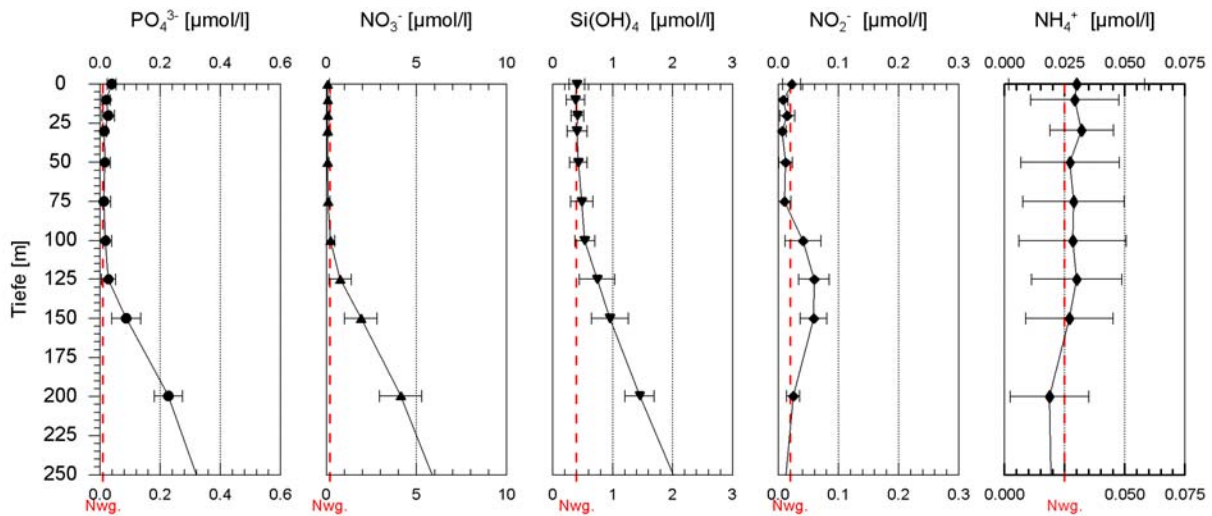 PO₄³⁻ [µmol/l] NO₃⁻ [µmol/l] Si(OH)₄ [µmol/l] NO₂⁻ [µmol/l] NH₄⁺ [µmol/l]
0.0 0.2 0.4 0.6 0 5 10 0 1 2 3 0.0 0.1 0.2 0.3 0.000 0.025 0.050 0.075
0
25
50
75
100
125
150
175
200
225
250
Tiefe [m]
0.0 0.2 0.4 0.6 0 5 10 0 1 2 3 0.0 0.1 0.2 0.3 0.000 0.025 0.050 0.075
Nwg. Nwg. Nwg. Nwg. Nwg.